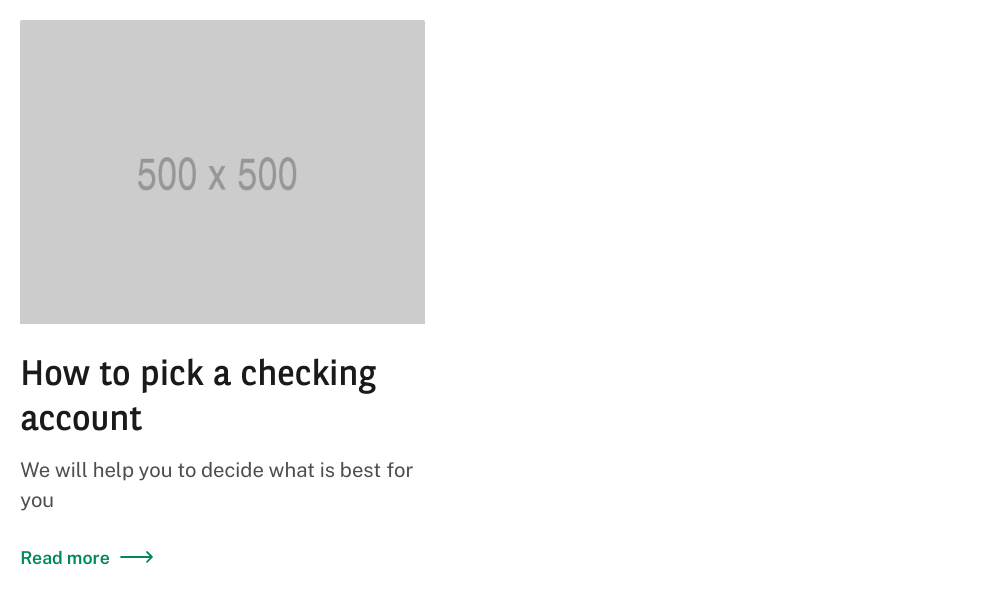 500 x 500
How to pick a checking
account
We will help you to decide what is best for
you
Read more